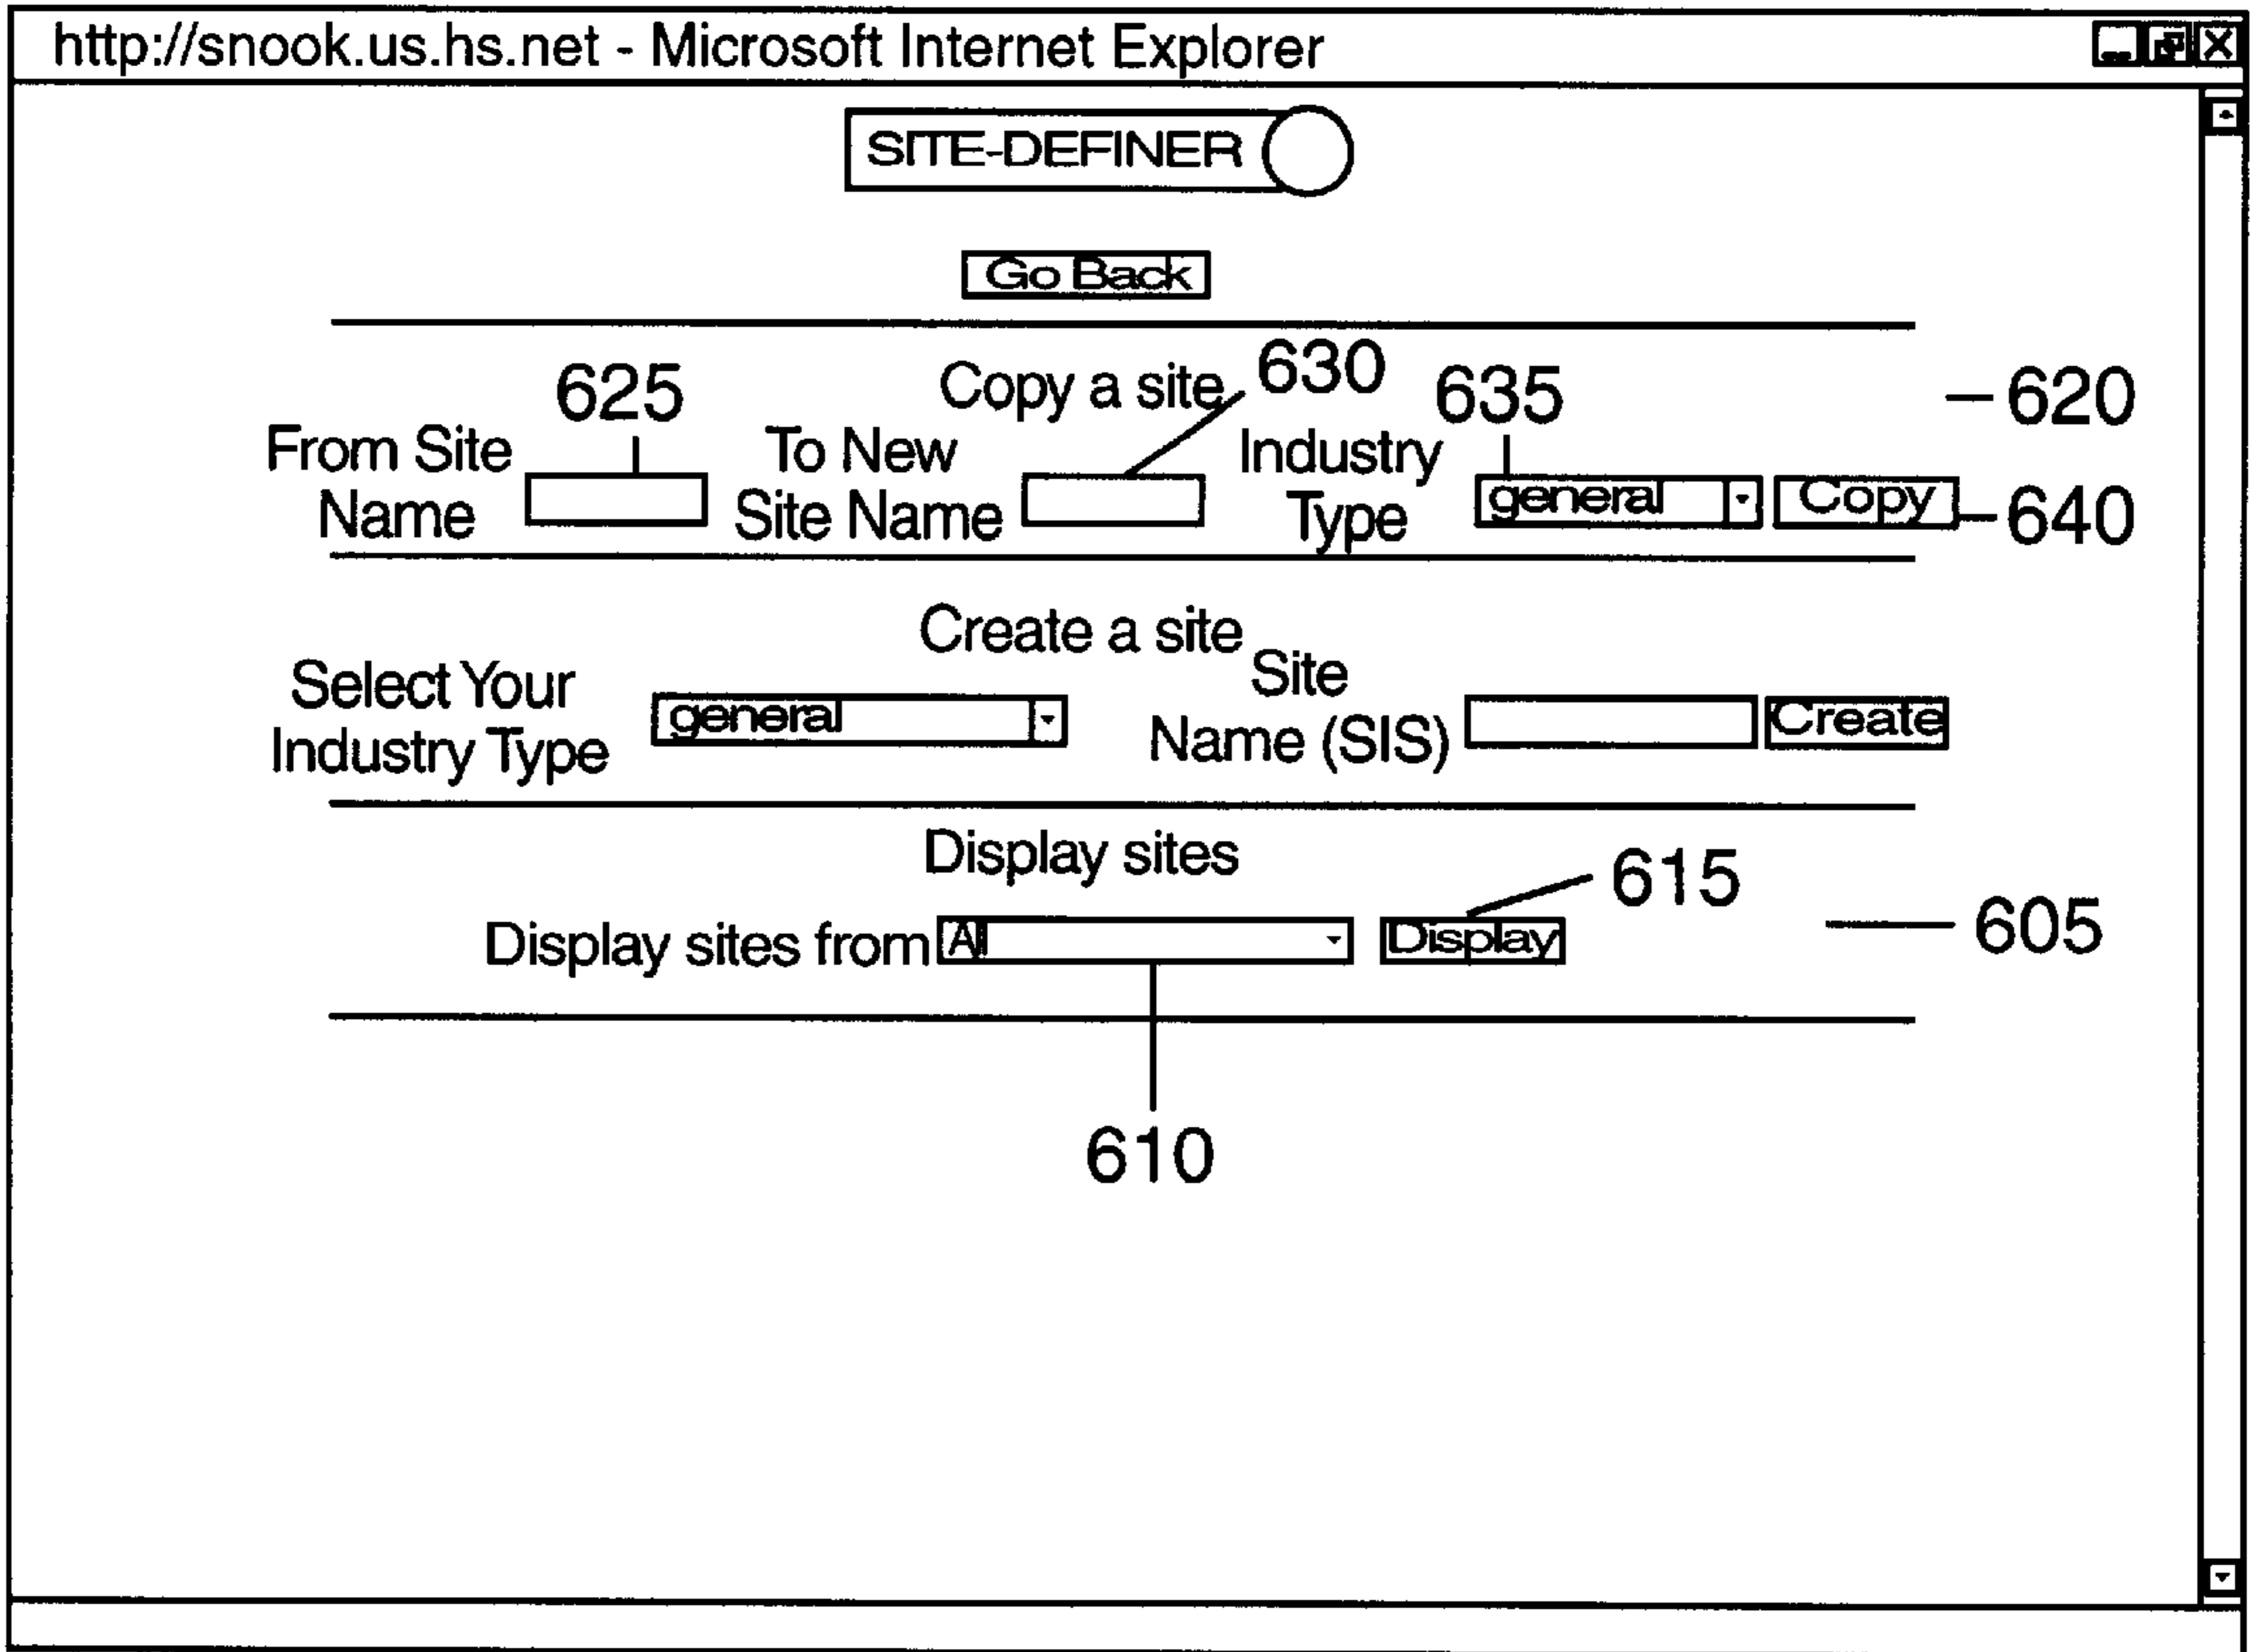 http://snook.us.hs.net - Microsoft Internet Explorer
SITE-DEFINER
Go Back
Copy a site
620
625
630
635
From Site Name
To New Site Name
Industry Type
general
Copy
640
Create a site
Select Your Industry Type
general
Site Name (SIS)
Create
Display sites
615
605
Display sites from
All
Display
610